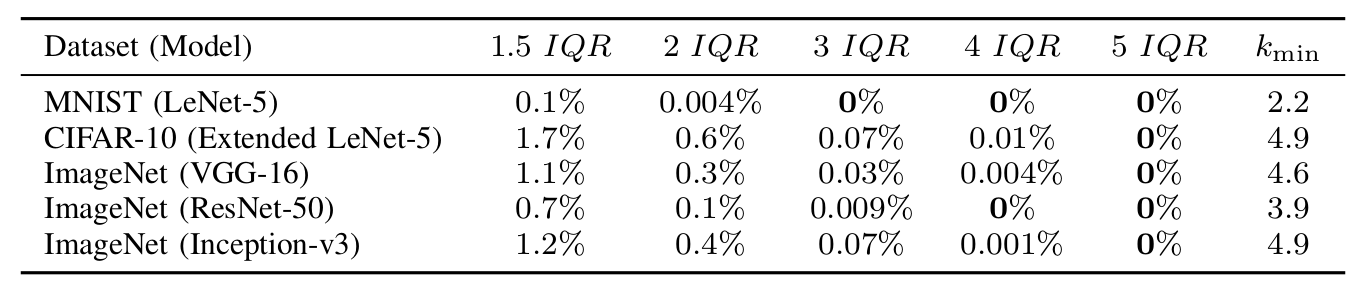 Dataset (Model) 1.5 IQR 2 IQR 3 IQR 4 IQR 5 IQR kmin
MNIST (LeNet-5) 0.1% 0.004% 0% 0% 0% 2.2
CIFAR-10 (Extended LeNet-5) 1.7% 0.6% 0.07% 0.01% 0% 4.9
ImageNet (VGG-16) 1.1% 0.3% 0.03% 0.004% 0% 4.6
ImageNet (ResNet-50) 0.7% 0.1% 0.009% 0% 0% 3.9
ImageNet (Inception-v3) 1.2% 0.4% 0.07% 0.001% 0% 4.9